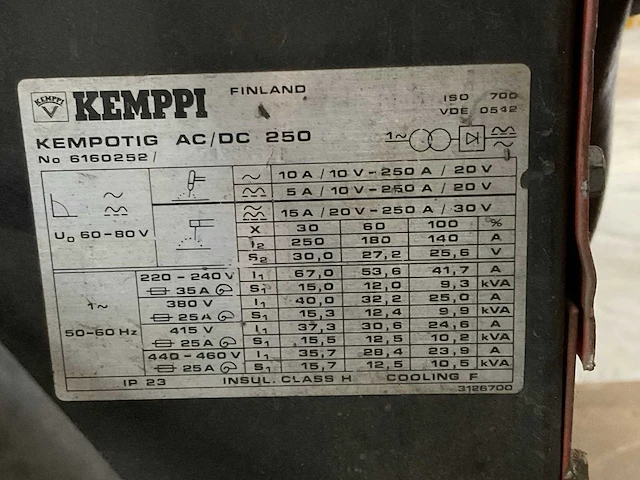 KEMPPI KEMPPI FINLAND
ISO 700
VDE 0542
KEMPOTIG AC/DC 250 1~
No 6160252/
~ 10 A / 10 V - 250 A / 20 V
5 A / 10 V - 250 A / 20 V
15 A / 20 V - 250 A / 30 V
U₀ 60-80 V
X 30 60 100 %
I₂ 250 180 140 A
S₂ 30,0 27,2 25,6 V
1~
50-60 Hz
220-240 V I₁ 67,0 53,6 41,7 A
35 A S₁ 15,0 12,0 9,3 kVA
380 V I₁ 40,0 32,2 25,0 A
25 A S₁ 15,3 12,4 9,9 kVA
415 V I₁ 37,3 30,6 24,6 A
25 A S₁ 15,5 12,5 10,2 kVA
440-460 V I₁ 35,7 28,4 23,9 A
25 A S₁ 15,7 12,5 10,5 kVA
IP 23 INSUL. CLASS H COOLING F
3126700